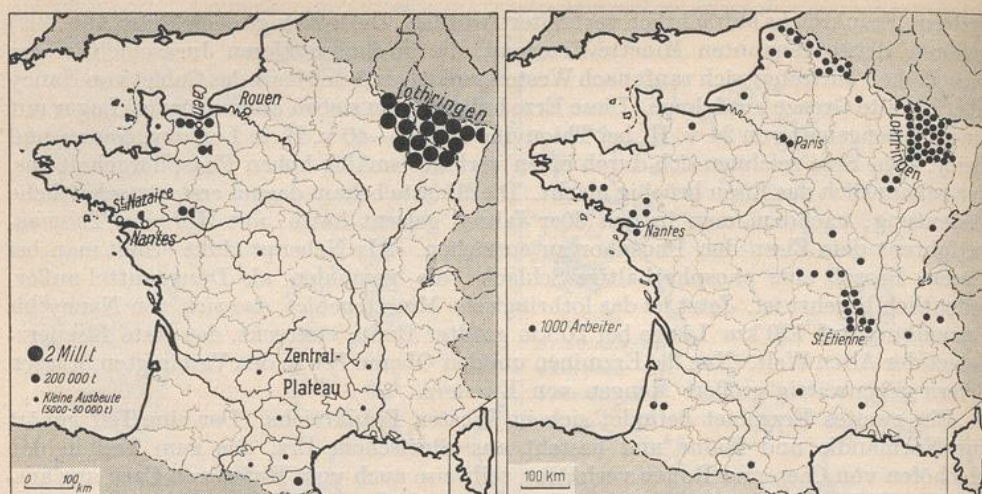 Caen
Rouen
Lothringen
St.Nazaire
Nantes
2 Mill.t
200 000 t
Kleine Ausbeute
(5000-50 000 t)
Zentral-
Plateau
0 100
km
Paris
Lothringen
Nantes
1000 Arbeiter
St.Etienne
100 km